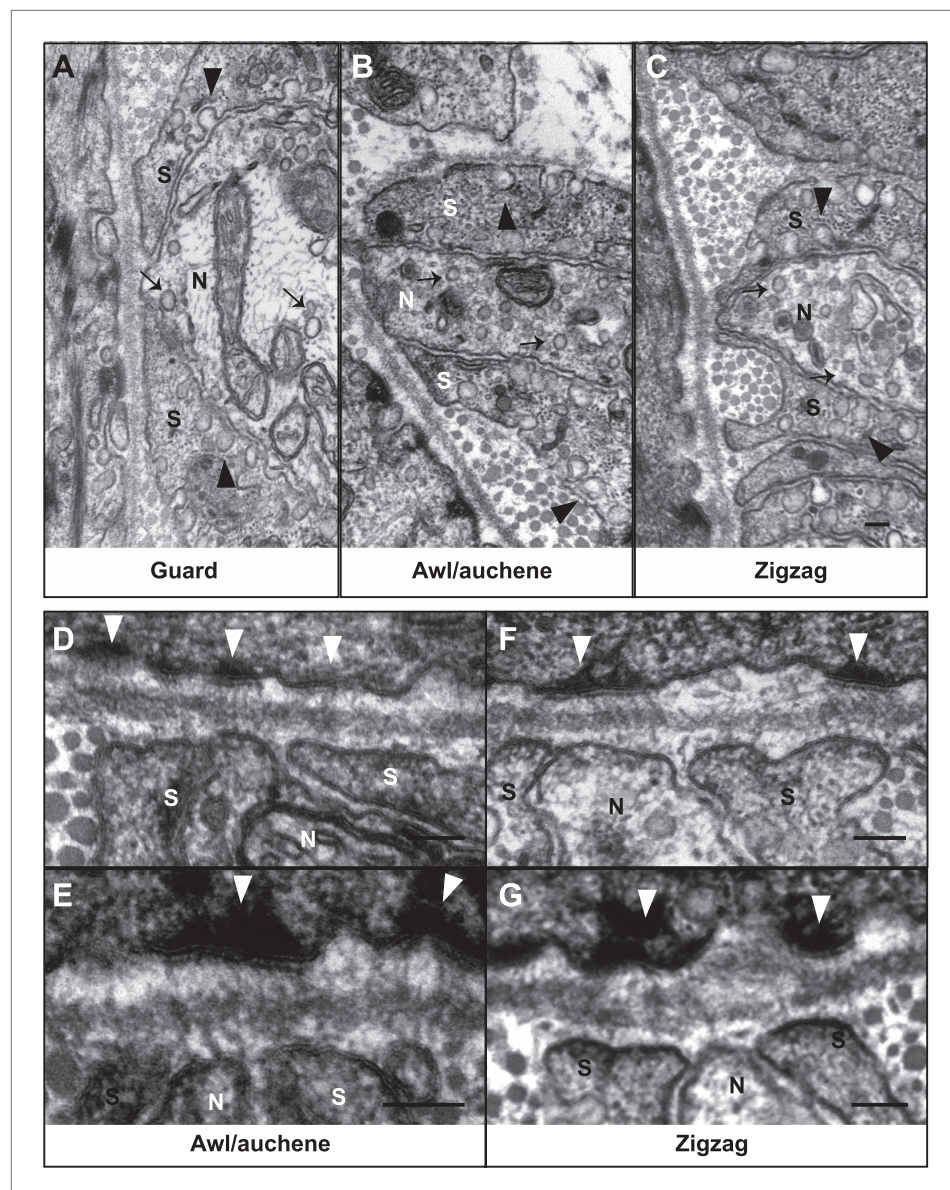 A B C
S S S
S
N N N
S S S
Guard Awl/auchene Zigzag
D F
S S S S
N N
E G
S N S S N S
Awl/auchene Zigzag